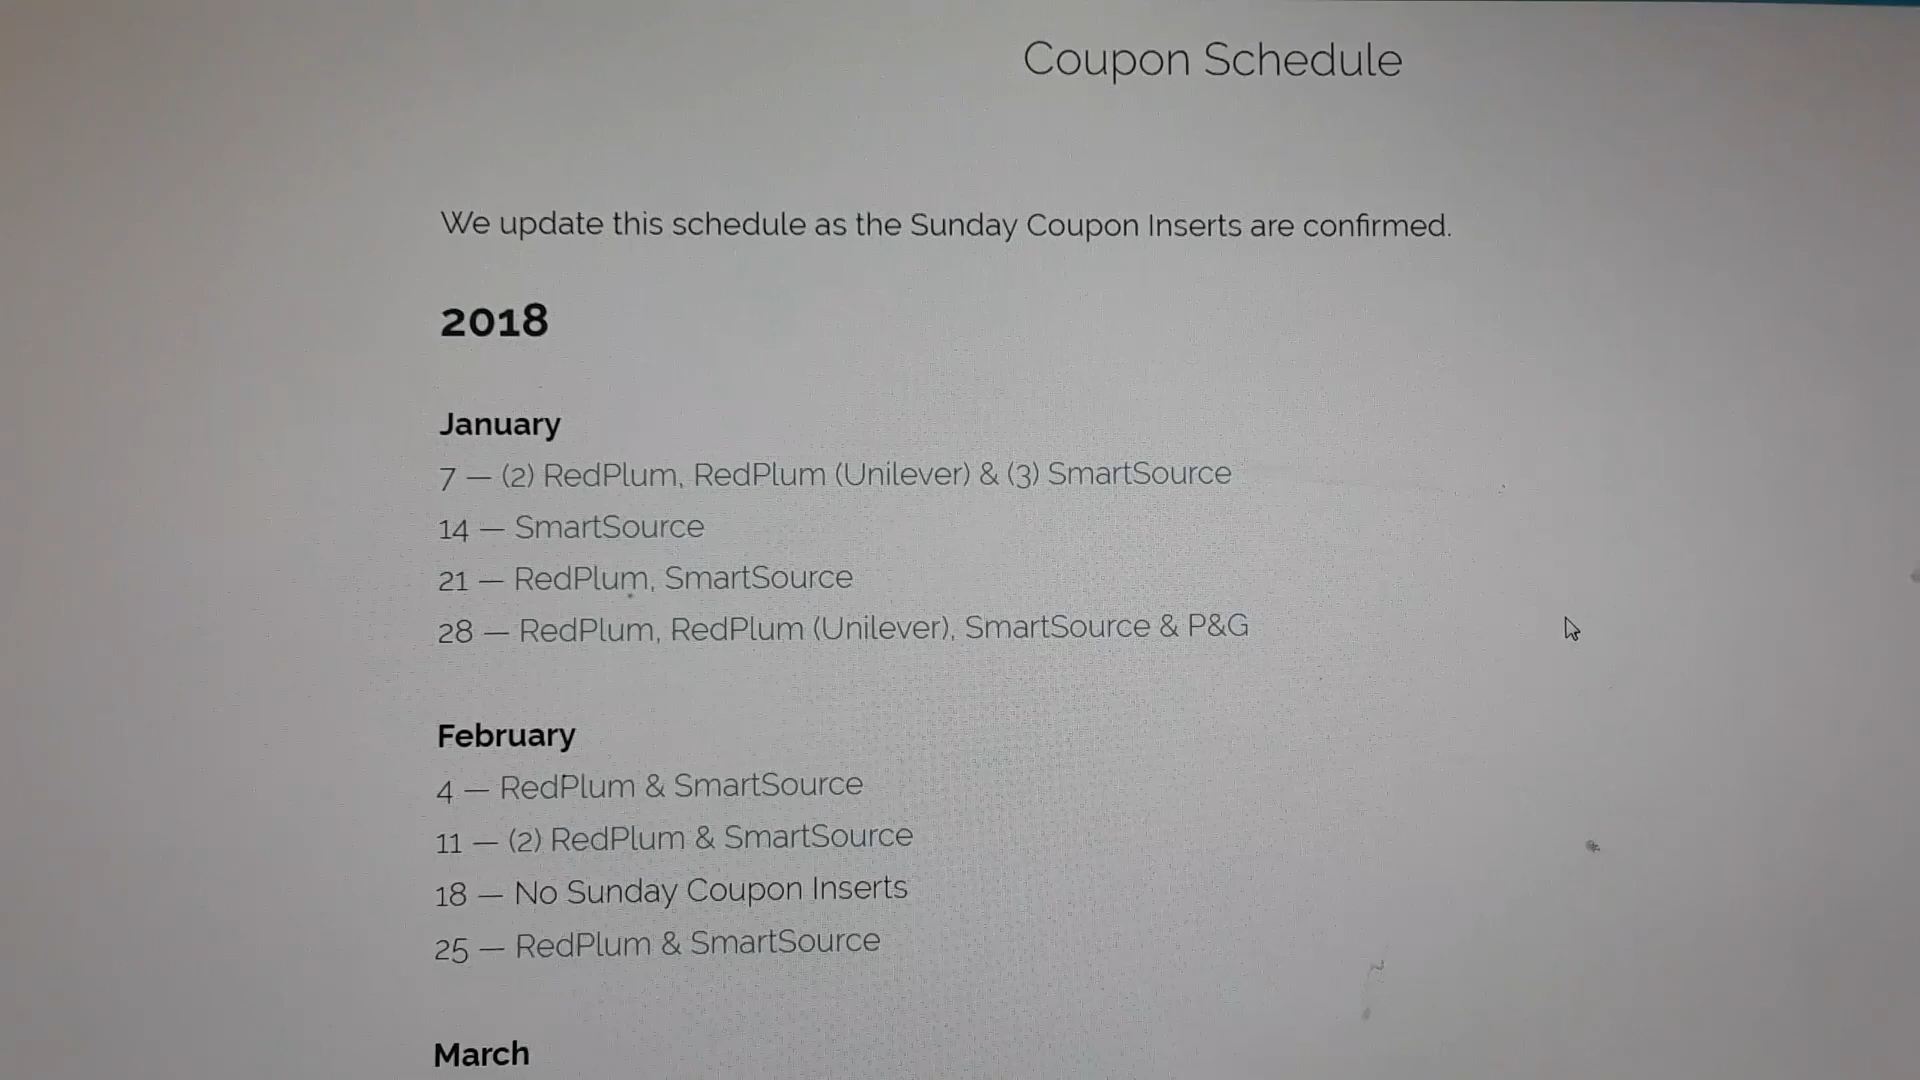 Coupon Schedule
We update this schedule as the Sunday Coupon Inserts are confirmed.
2018
January
7 — (2) RedPlum, RedPlum (Unilever) & (3) SmartSource
14 — SmartSource
21 — RedPlum, SmartSource
28 — RedPlum, RedPlum (Unilever), SmartSource & P&G
February
4 — RedPlum & SmartSource
11 — (2) RedPlum & SmartSource
18 — No Sunday Coupon Inserts
25 — RedPlum & SmartSource
March